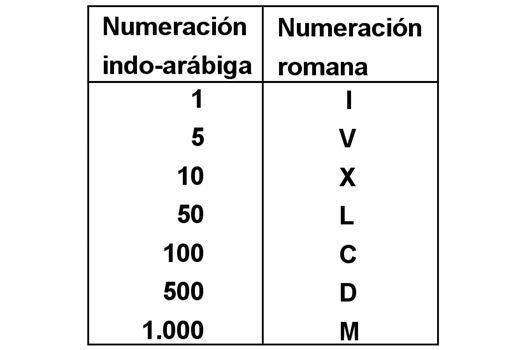 Numeración Numeración
indo-arábiga romana
1 I
5 V
10 X
50 L
100 C
500 D
1.000 M